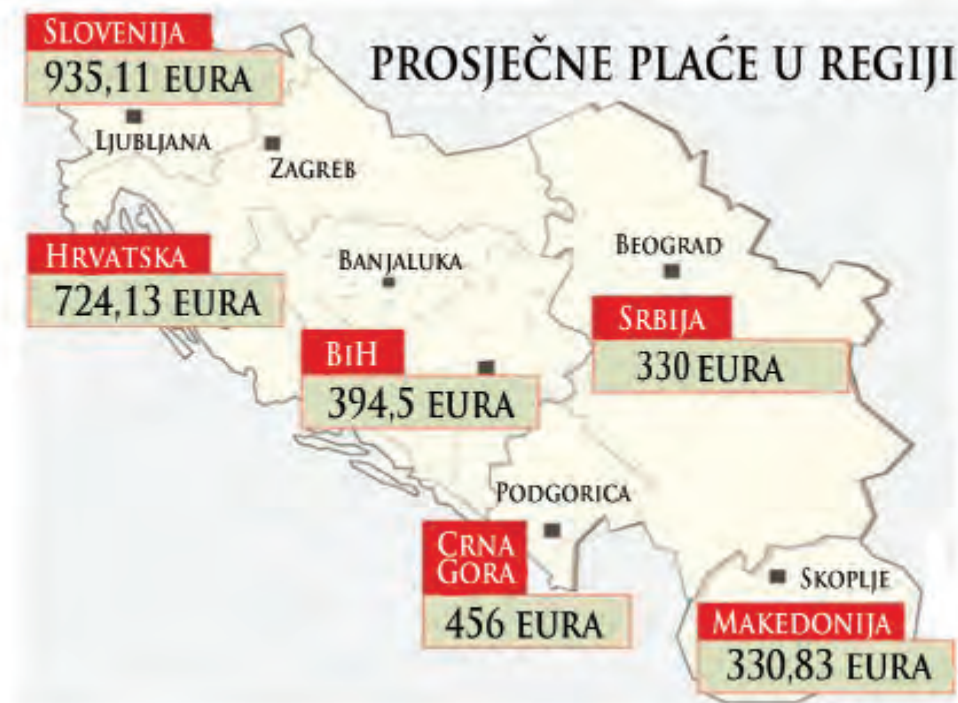 PROSJEČNE PLAĆE U REGIJI
SLOVENIJA
935,11 EURA
LJUBLJANA
ZAGREB
HRVATSKA
724,13 EURA
BANJALUKA
BEOGRAD
BIH
394,5 EURA
SRBIJA
330 EURA
PODGORICA
CRNA
GORA
456 EURA
SKOPLJE
MAKEDONIJA
330,83 EURA